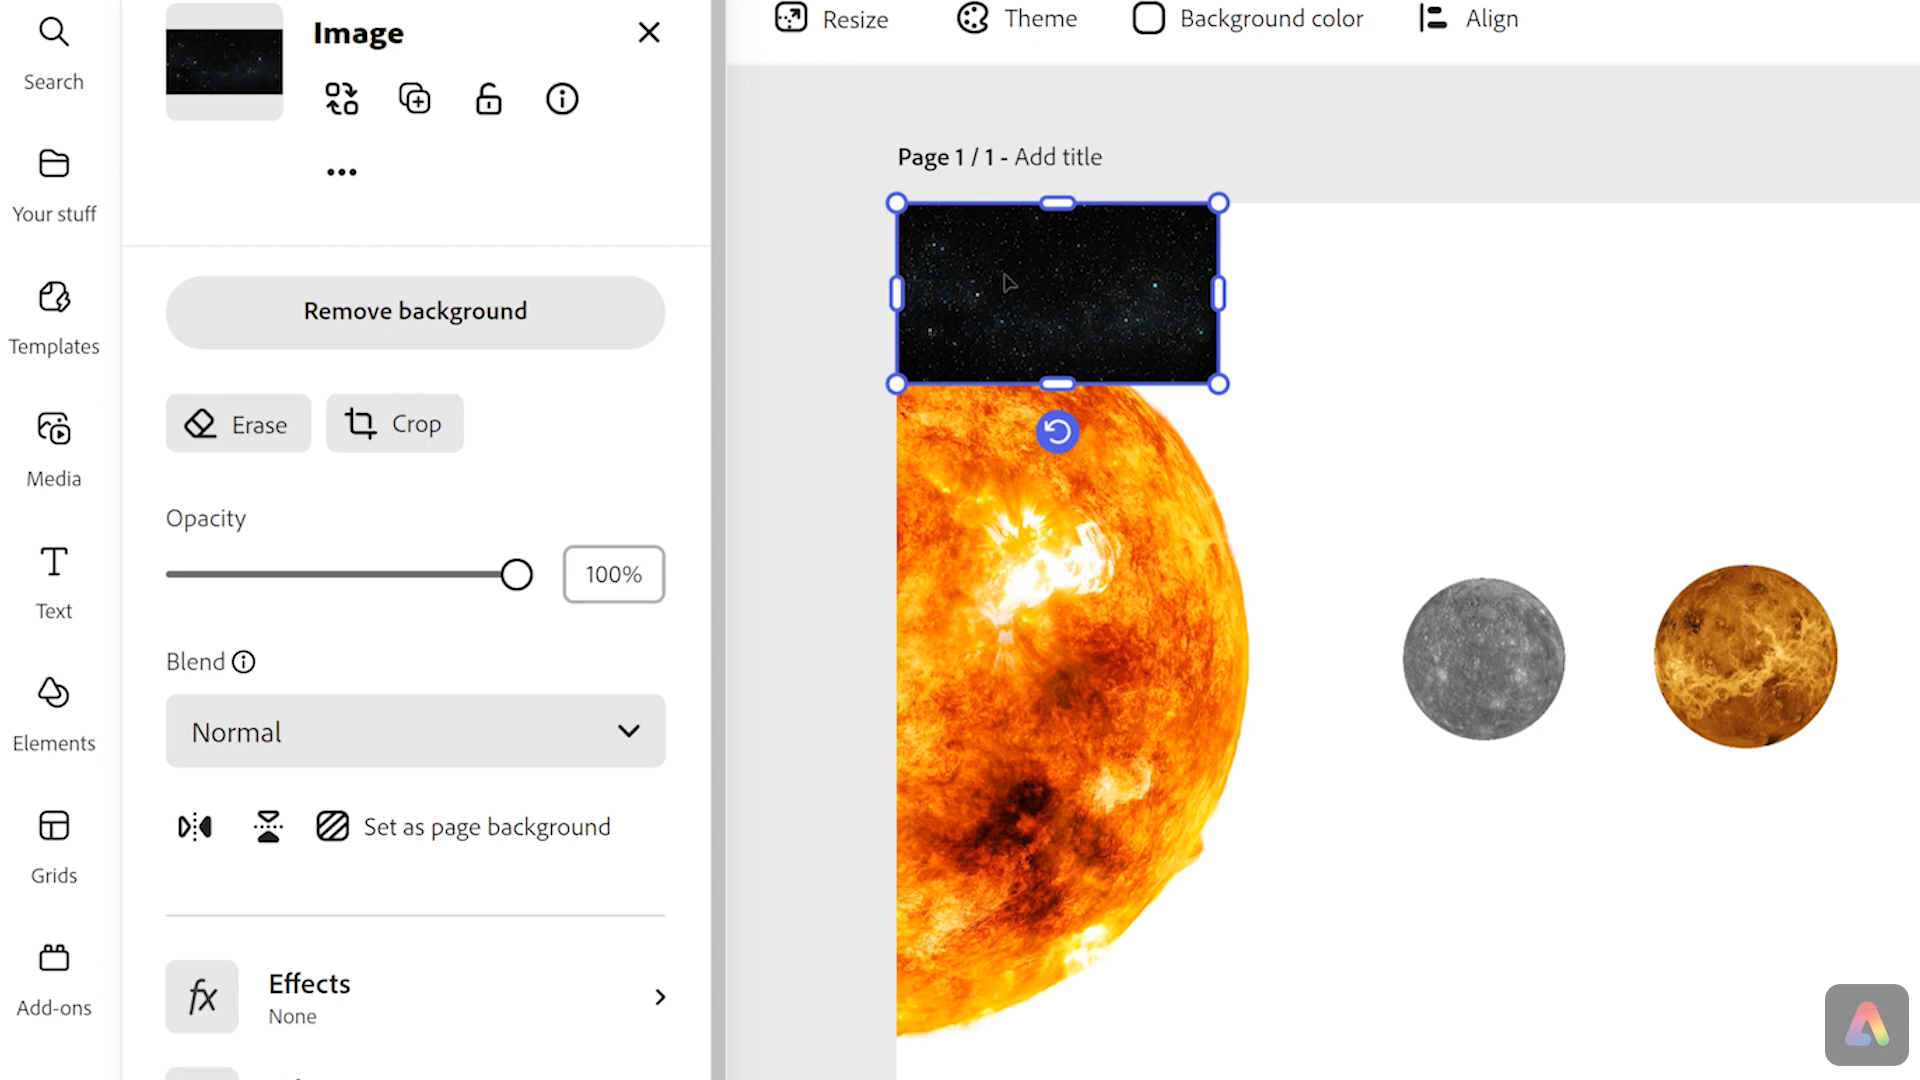 Search
Your stuff
Templates
Media
Text
Elements
Grids
Add-ons
Image
Remove background
Erase
Crop
Opacity
100%
Blend
Normal
Set as page background
fx
Effects
None
Resize
Theme
Background color
Align
Page 1 / 1 - Add title